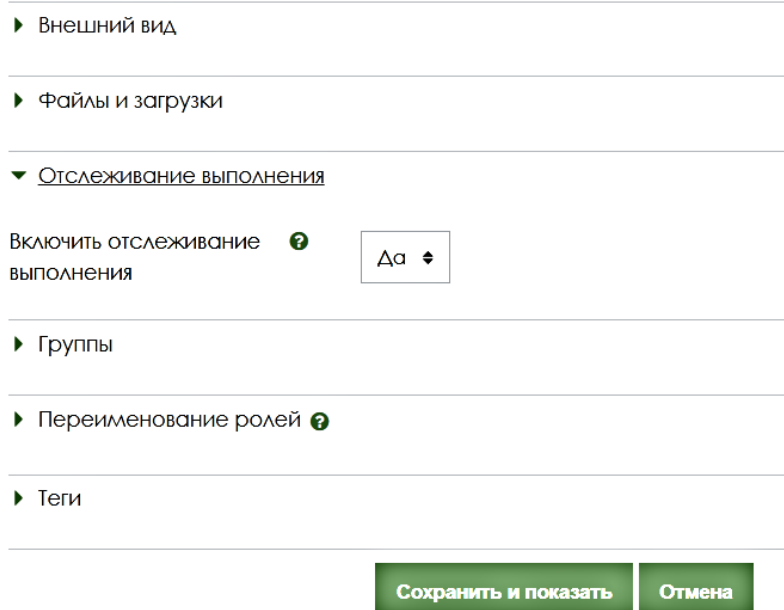 Внешний вид
Файлы и загрузки
Отслеживание выполнения
Включить отслеживание
выполнения
Да
Группы
Переименование ролей
Теги
Сохранить и показать
Отмена